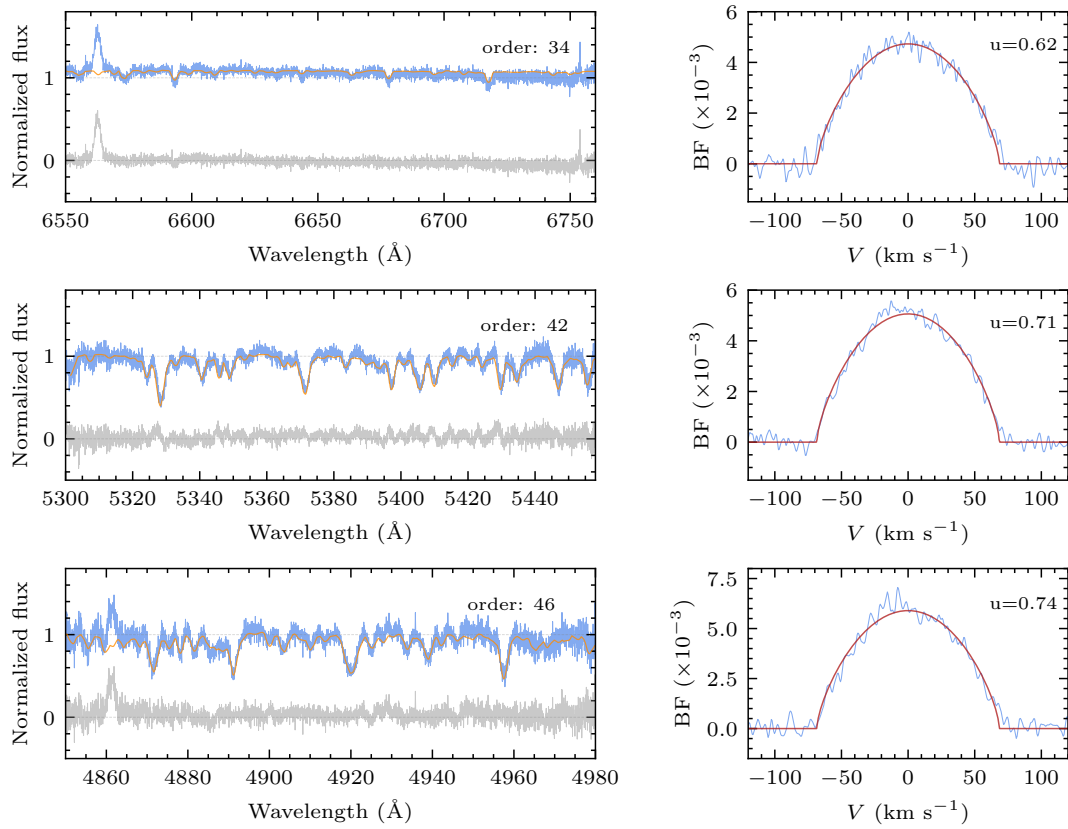 Normalized flux
1
0
order: 34
6550
6600
6650
6700
6750
Wavelength (Å)
BF (×10⁻³)
6
4
2
0
u=0.62
−100
−50
0
50
100
V (km s⁻¹)
Normalized flux
1
0
order: 42
5300
5320
5340
5360
5380
5400
5420
5440
Wavelength (Å)
BF (×10⁻³)
6
4
2
0
u=0.71
−100
−50
0
50
100
V (km s⁻¹)
Normalized flux
1
0
order: 46
4860
4880
4900
4920
4940
4960
4980
Wavelength (Å)
BF (×10⁻³)
7.5
5.0
2.5
0.0
u=0.74
−100
−50
0
50
100
V (km s⁻¹)